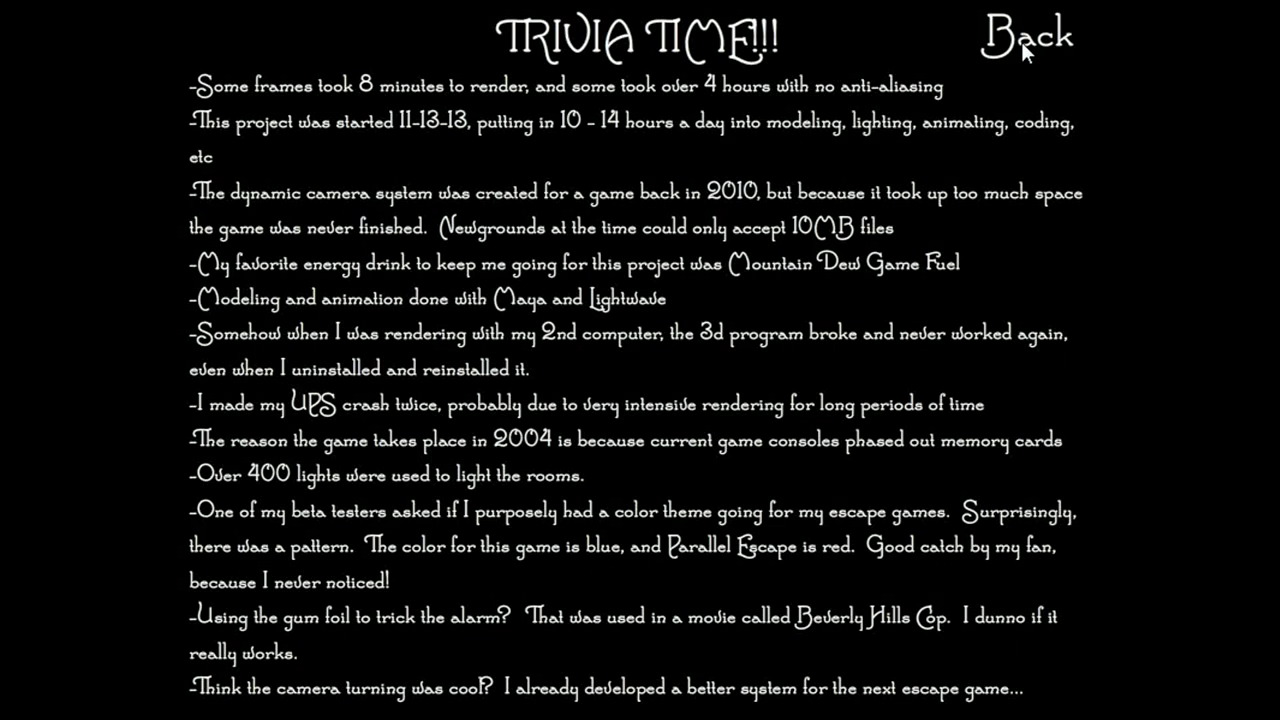 TRIVIA TIME!!!
Back
-Some frames took 8 minutes to render, and some took over 4 hours with no anti-aliasing
-This project was started 11-13-13, putting in 10 - 14 hours a day into modeling, lighting, animating, coding,
etc
-The dynamic camera system was created for a game back in 2010, but because it took up too much space
the game was never finished.  Newgrounds at the time could only accept 10MB files
-My favorite energy drink to keep me going for this project was Mountain Dew Game Fuel
-Modeling and animation done with Maya and Lightwave
-Somehow when I was rendering with my 2nd computer, the 3d program broke and never worked again,
even when I uninstalled and reinstalled it.
-I made my UPS crash twice, probably due to very intensive rendering for long periods of time
-The reason the game takes place in 2004 is because current game consoles phased out memory cards
-Over 400 lights were used to light the rooms.
-One of my beta testers asked if I purposely had a color theme going for my escape games.  Surprisingly,
there was a pattern.  The color for this game is blue, and Parallel Escape is red.  Good catch by my fan,
because I never noticed!
-Using the gum foil to trick the alarm?  That was used in a movie called Beverly Hills Cop.  I dunno if it
really works.
-Think the camera turning was cool?  I already developed a better system for the next escape game...